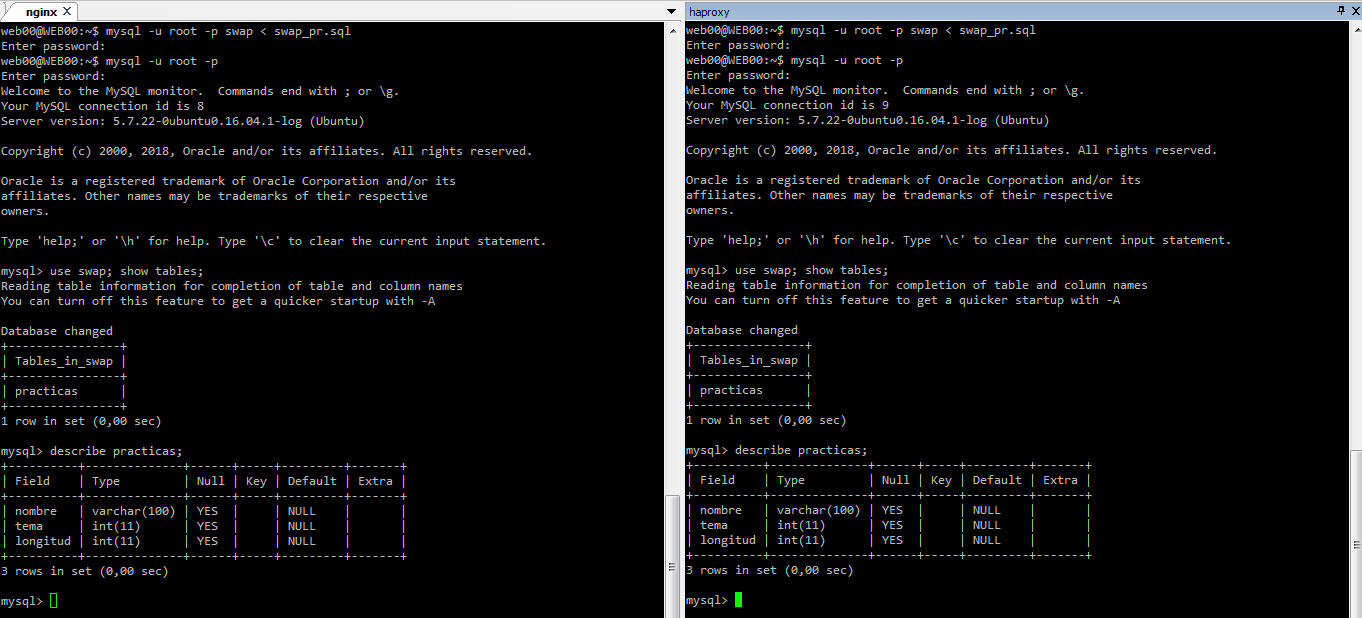 nginx X
web00@WEB00:~$ mysql -u root -p swap < swap_pr.sql
Enter password:
web00@WEB00:~$ mysql -u root -p
Enter password:
Welcome to the MySQL monitor.  Commands end with ; or \g.
Your MySQL connection id is 8
Server version: 5.7.22-0ubuntu0.16.04.1-log (Ubuntu)
Copyright (c) 2000, 2018, Oracle and/or its affiliates. All rights reserved.
Oracle is a registered trademark of Oracle Corporation and/or its
affiliates. Other names may be trademarks of their respective
owners.
Type 'help;' or '\h' for help. Type '\c' to clear the current input statement.
mysql> use swap; show tables;
Reading table information for completion of table and column names
You can turn off this feature to get a quicker startup with -A
Database changed
+----------------+
| Tables_in_swap |
+----------------+
| practicas      |
+----------------+
1 row in set (0,00 sec)
mysql> describe practicas;
+----------+--------------+------+-----+---------+-------+
| Field    | Type         | Null | Key | Default | Extra |
+----------+--------------+------+-----+---------+-------+
| nombre   | varchar(100) | YES  |     | NULL    |       |
| tema     | int(11)      | YES  |     | NULL    |       |
| longitud | int(11)      | YES  |     | NULL    |       |
+----------+--------------+------+-----+---------+-------+
3 rows in set (0,00 sec)
mysql>
haproxy
web00@WEB00:~$ mysql -u root -p swap < swap_pr.sql
Enter password:
web00@WEB00:~$ mysql -u root -p
Enter password:
Welcome to the MySQL monitor.  Commands end with ; or \g.
Your MySQL connection id is 9
Server version: 5.7.22-0ubuntu0.16.04.1-log (Ubuntu)
Copyright (c) 2000, 2018, Oracle and/or its affiliates. All rights reserved.
Oracle is a registered trademark of Oracle Corporation and/or its
affiliates. Other names may be trademarks of their respective
owners.
Type 'help;' or '\h' for help. Type '\c' to clear the current input statement.
mysql> use swap; show tables;
Reading table information for completion of table and column names
You can turn off this feature to get a quicker startup with -A
Database changed
+----------------+
| Tables_in_swap |
+----------------+
| practicas      |
+----------------+
1 row in set (0,00 sec)
mysql> describe practicas;
+----------+--------------+------+-----+---------+-------+
| Field    | Type         | Null | Key | Default | Extra |
+----------+--------------+------+-----+---------+-------+
| nombre   | varchar(100) | YES  |     | NULL    |       |
| tema     | int(11)      | YES  |     | NULL    |       |
| longitud | int(11)      | YES  |     | NULL    |       |
+----------+--------------+------+-----+---------+-------+
3 rows in set (0,00 sec)
mysql>